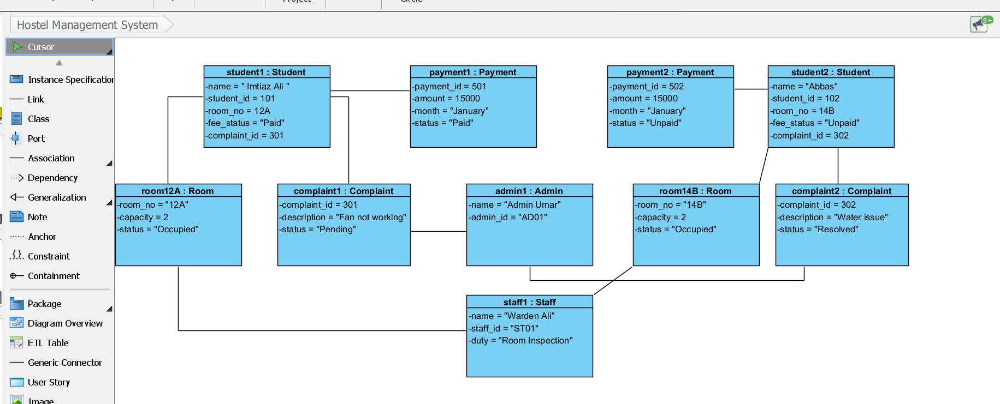 Project
Circle
Hostel Management System
9+
Cursor
Instance Specification
Link
Class
Port
Association
Dependency
Generalization
Note
Anchor
Constraint
Containment
Package
Diagram Overview
ETL Table
Generic Connector
User Story
Image
student1 : Student
-name = " Imtiaz Ali "
-student_id = 101
-room_no = 12A
-fee_status = "Paid"
-complaint_id = 301
payment1 : Payment
-payment_id = 501
-amount = 15000
-month = "January"
-status = "Paid"
payment2 : Payment
-payment_id = 502
-amount = 15000
-month = "January"
-status = "Unpaid"
student2 : Student
-name = "Abbas"
-student_id = 102
-room_no = 14B
-fee_status = "Unpaid"
-complaint_id = 302
room12A : Room
-room_no = "12A"
-capacity = 2
-status = "Occupied"
complaint1 : Complaint
-complaint_id = 301
-description = "Fan not working"
-status = "Pending"
admin1 : Admin
-name = "Admin Umar"
-admin_id = "AD01"
room14B : Room
-room_no = "14B"
-capacity = 2
-status = "Occupied"
complaint2 : Complaint
-complaint_id = 302
-description = "Water issue"
-status = "Resolved"
staff1 : Staff
-name = "Warden Ali"
-staff_id = "ST01"
-duty = "Room Inspection"